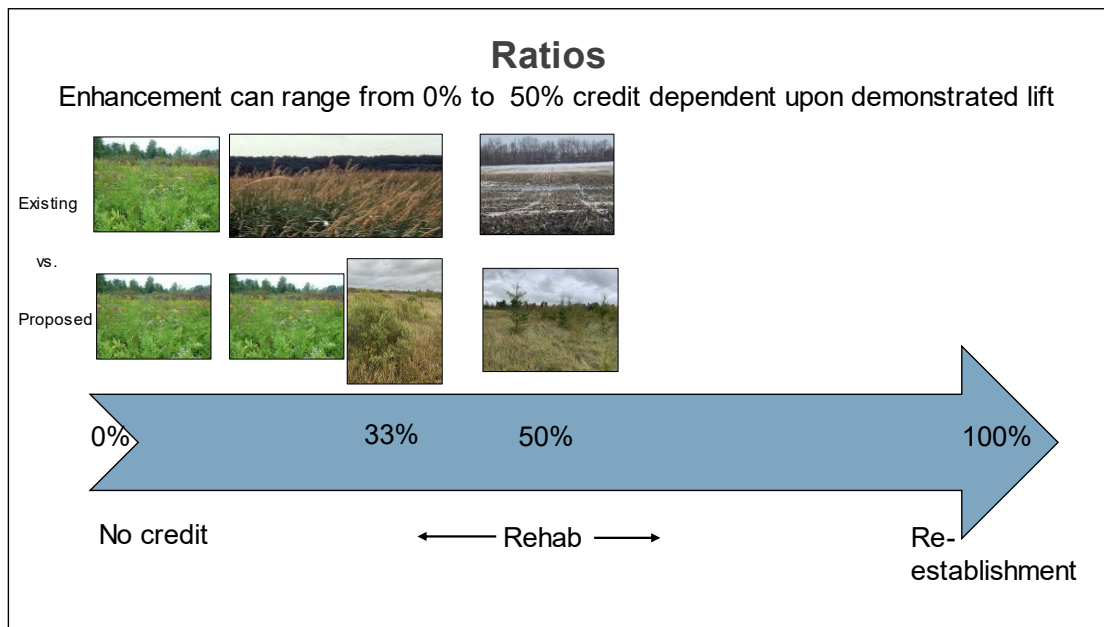 Ratios
Enhancement can range from 0% to 50% credit dependent upon demonstrated lift
Existing
vs.
Proposed
0%
33%
50%
100%
No credit
Rehab
Re-
establishment